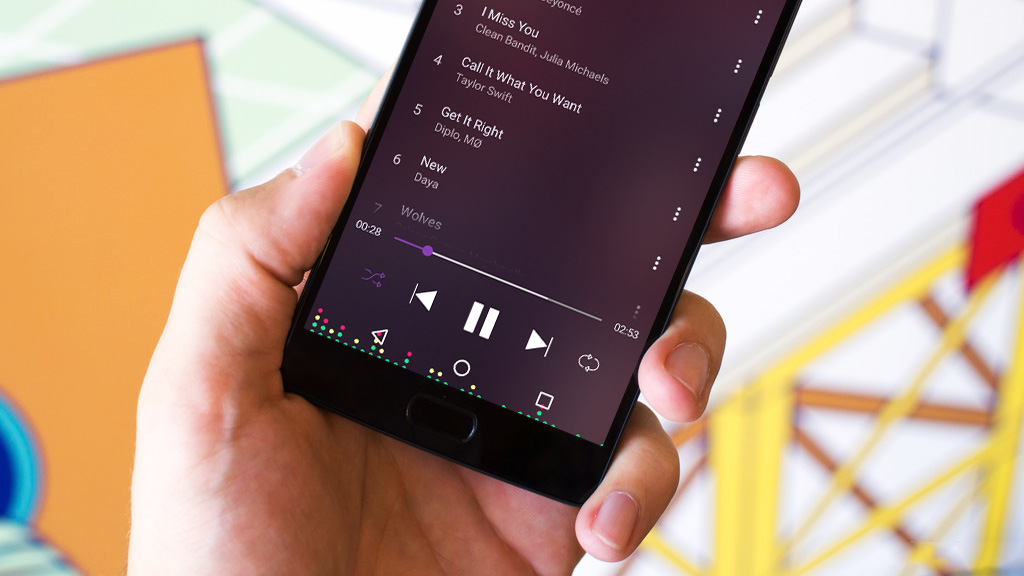 Beyoncé
3 I Miss You
Clean Bandit, Julia Michaels
4 Call It What You Want
Taylor Swift
5 Get It Right
Diplo, MØ
6 New
Daya
7 Wolves
00:28
02:53